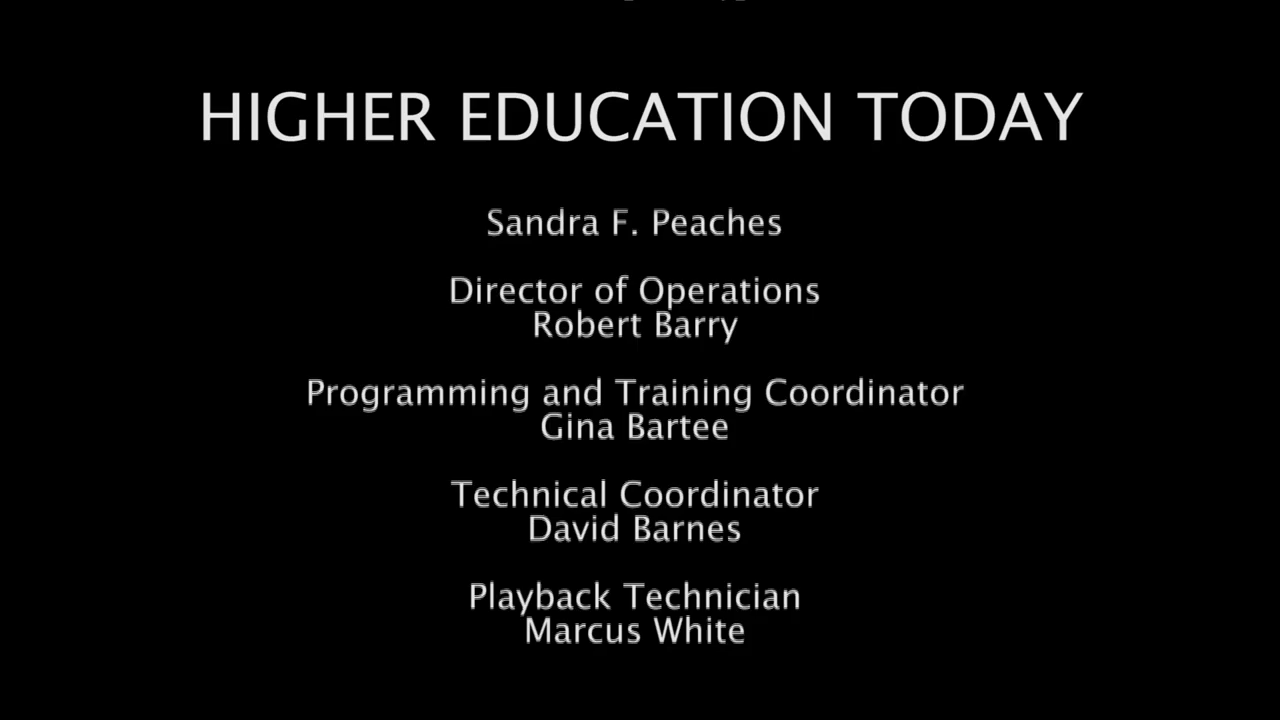 HIGHER EDUCATION TODAY
Sandra F. Peaches
Director of Operations
Robert Barry
Programming and Training Coordinator
Gina Bartee
Technical Coordinator
David Barnes
Playback Technician
Marcus White